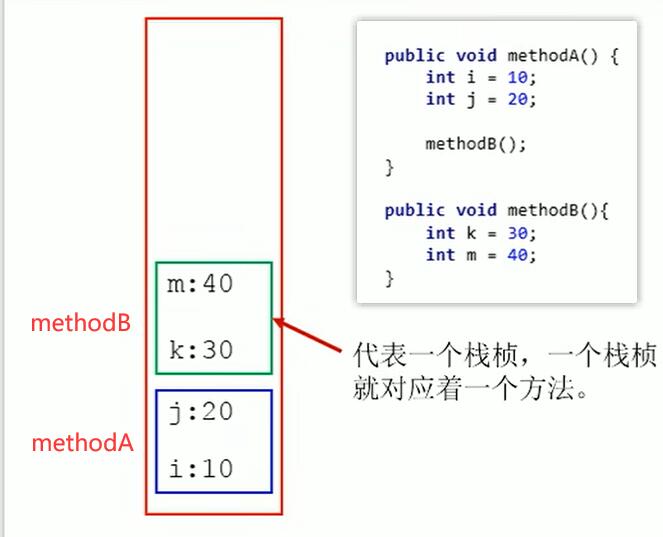 public void methodA() {
int i = 10;
int j = 20;
methodB();
}
public void methodB(){
int k = 30;
int m = 40;
}
m:40
methodB
k:30
代表一个栈桢，一个栈桢
就对应着一个方法。
j:20
methodA
i:10